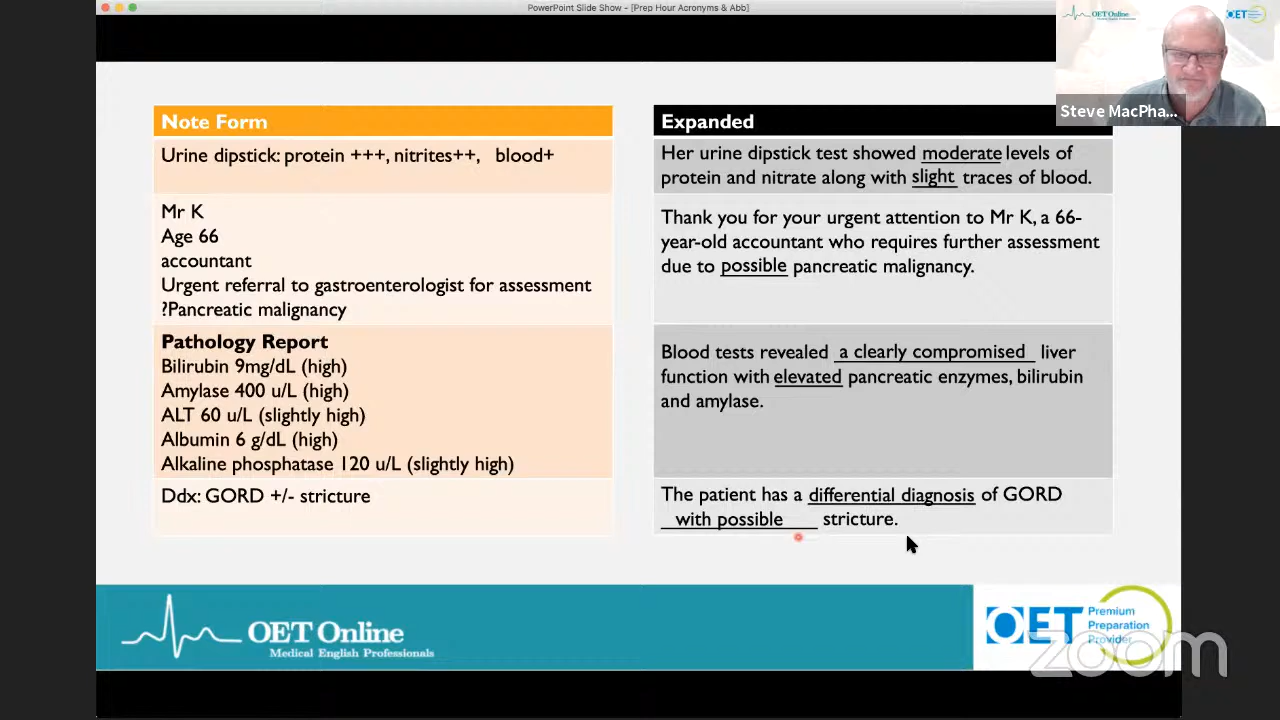 PowerPoint Slide Show - [Prep Hour Acronyms & Abb]
OET Online
OET
Steve MacPha...
Note Form
Urine dipstick: protein +++, nitrites++, blood+
Mr K
Age 66
accountant
Urgent referral to gastroenterologist for assessment
?Pancreatic malignancy
Pathology Report
Bilirubin 9mg/dL (high)
Amylase 400 u/L (high)
ALT 60 u/L (slightly high)
Albumin 6 g/dL (high)
Alkaline phosphatase 120 u/L (slightly high)
Ddx: GORD +/- stricture
Expanded
Her urine dipstick test showed moderate levels of
protein and nitrate along with slight traces of blood.
Thank you for your urgent attention to Mr K, a 66-
year-old accountant who requires further assessment
due to possible pancreatic malignancy.
Blood tests revealed a clearly compromised liver
function with elevated pancreatic enzymes, bilirubin
and amylase.
The patient has a differential diagnosis of GORD
with possible stricture.
OET Online
Medical English Professionals
OET
Premium
Preparation
Provider
zoom